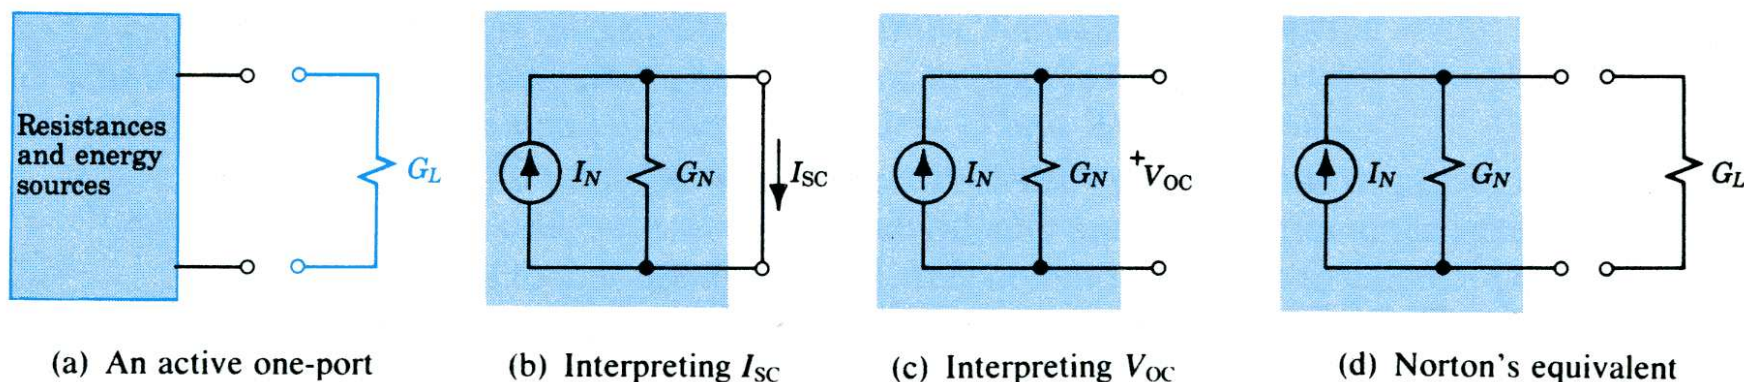 Resistances
and energy
sources
G_L
I_N
G_N
I_SC
I_N
G_N
+
V_OC
I_N
G_N
G_L
(a) An active one-port
(b) Interpreting I_SC
(c) Interpreting V_OC
(d) Norton's equivalent